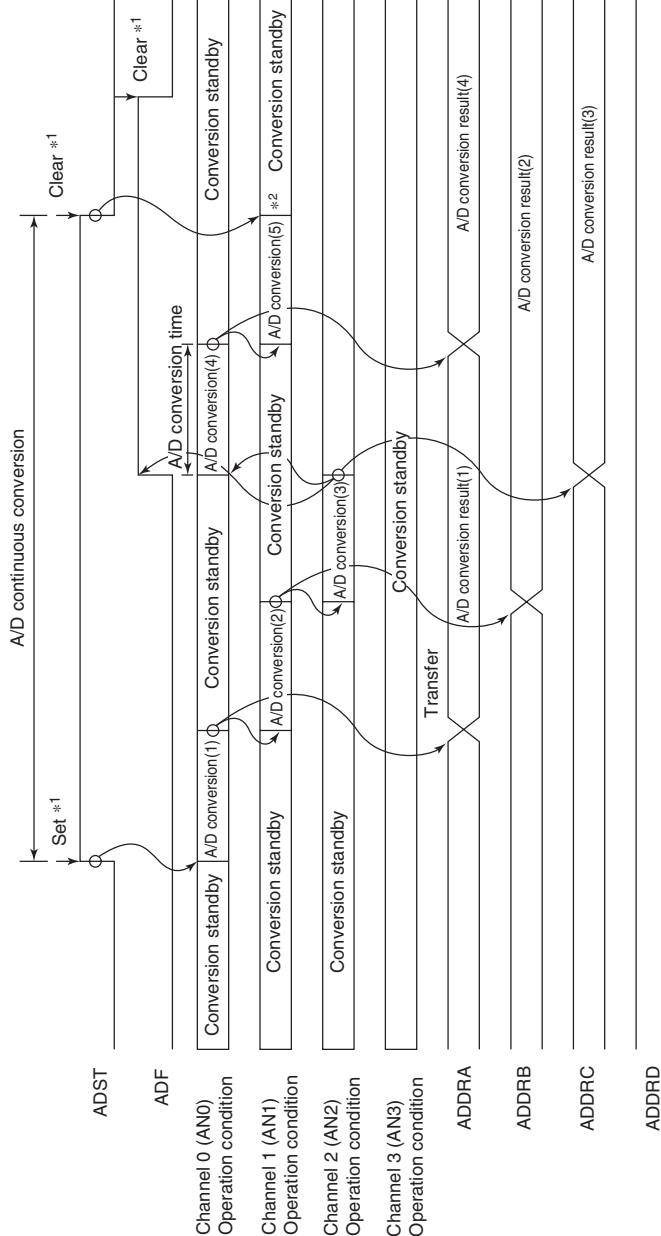 A/D continuous conversion
Set *1
Clear *1
Clear *1
ADST
ADF
A/D conversion time
Channel 0 (AN0)
Operation condition
Conversion standby
A/D conversion(1)
Conversion standby
A/D conversion(4)
Conversion standby
Channel 1 (AN1)
Operation condition
Conversion standby
A/D conversion(2)
Conversion standby
A/D conversion(5)
*2
Conversion standby
Channel 2 (AN2)
Operation condition
Conversion standby
A/D conversion(3)
Channel 3 (AN3)
Operation condition
Conversion standby
Transfer
ADDRA
A/D conversion result(1)
A/D conversion result(4)
ADDRB
A/D conversion result(2)
ADDRC
A/D conversion result(3)
ADDRD